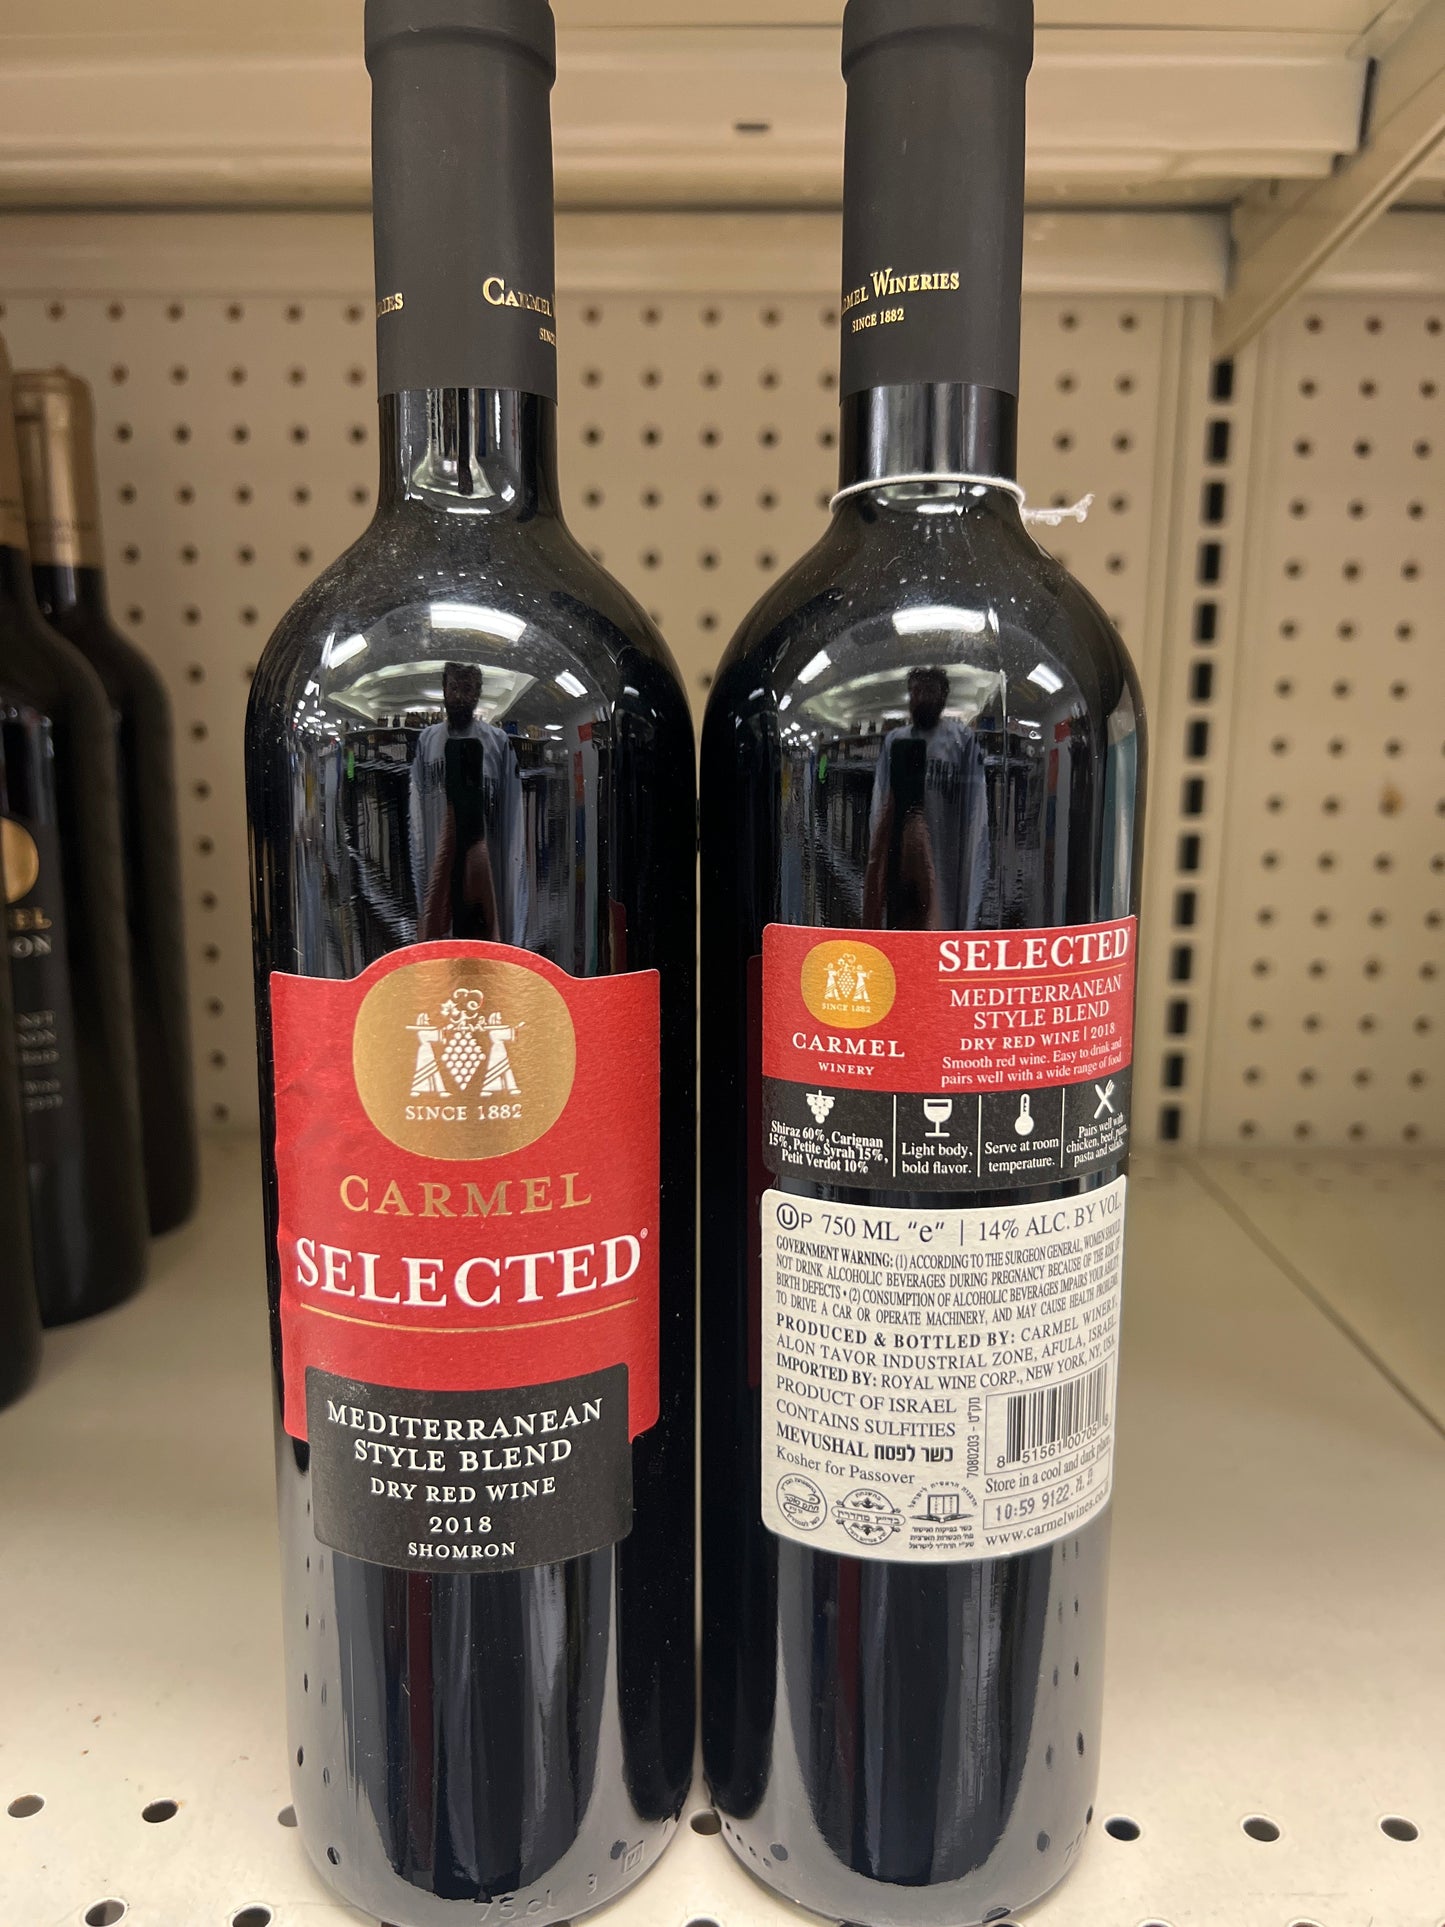 CARMEL
SINCE 1882
WINERIES
SINCE 1882
CARMEL
SELECTED®
MEDITERRANEAN
STYLE BLEND
DRY RED WINE
2018
SHOMRON
SINCE 1882
CARMEL
WINERY
SELECTED®
MEDITERRANEAN
STYLE BLEND
DRY RED WINE | 2018
Smooth red wine. Easy to drink and
pairs well with a wide range of food
Shiraz 60%, Carignan
15%, Petite Syrah 15%,
Petit Verdot 10%
Light body,
bold flavor.
Serve at room
temperature.
Pairs well with
chicken, beef, pizza,
pasta and salads.
UP 750 ML "e" | 14% ALC. BY VOL.
GOVERNMENT WARNING: (1) ACCORDING TO THE SURGEON GENERAL, WOMEN SHOULD
NOT DRINK ALCOHOLIC BEVERAGES DURING PREGNANCY BECAUSE OF THE RISK OF
BIRTH DEFECTS • (2) CONSUMPTION OF ALCOHOLIC BEVERAGES IMPAIRS YOUR ABILITY
TO DRIVE A CAR OR OPERATE MACHINERY, AND MAY CAUSE HEALTH PROBLEMS.
PRODUCED & BOTTLED BY: CARMEL WINERY,
ALON TAVOR INDUSTRIAL ZONE, AFULA, ISRAEL.
IMPORTED BY: ROYAL WINE CORP., NEW YORK, NY, USA.
PRODUCT OF ISRAEL
CONTAINS SULFITIES
MEVUSHAL כשר לפסח
Kosher for Passover
7080203 - מק"ט
8 51561 00705 8
Store in a cool and dark place.
10:59 9122
www.carmelwines.co.il
75cl